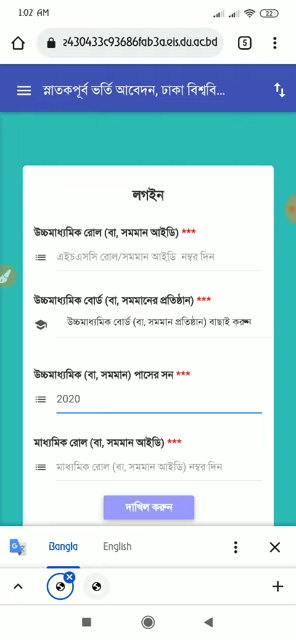 1:02 AM
22
2430433c93686fab3a.eis.du.ac.bd
5
স্নাতকপূর্ব ভর্তি আবেদন, ঢাকা বিশ্ববি...
লগইন
উচ্চমাধ্যমিক রোল (বা, সমমান আইডি) ***
এইচএসসি রোল/সমমান আইডি নম্বর দিন
উচ্চমাধ্যমিক বোর্ড (বা, সমমানের প্রতিষ্ঠান) ***
উচ্চমাধ্যমিক বোর্ড (বা, সমমান প্রতিষ্ঠান) বাছাই করুন
উচ্চমাধ্যমিক (বা, সমমান) পাসের সন ***
2020
মাধ্যমিক রোল (বা, সমমান আইডি) ***
মাধ্যমিক রোল (বা, সমমান আইডি) নম্বর দিন
দাখিল করুন
Bangla English